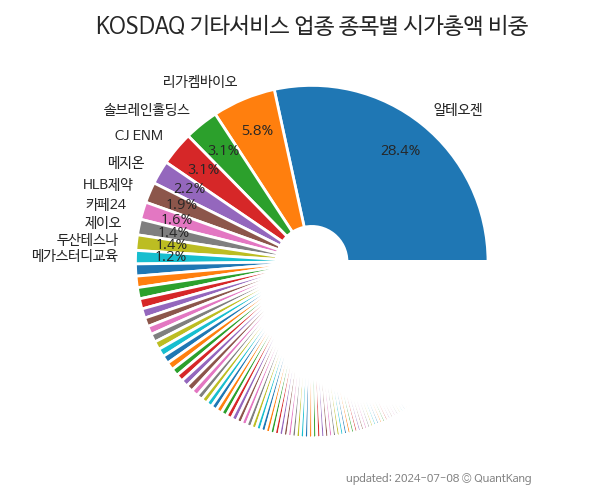 KOSDAQ 기타서비스 업종 종목별 시가총액 비중
리가켐바이오
알테오젠
솔브레인홀딩스
CJ ENM
메지온
HLB제약
카페24
제이오
두산테스나
메가스터디교육
28.4%
5.8%
3.1%
3.1%
2.2%
1.9%
1.6%
1.4%
1.4%
1.2%
updated: 2024-07-08 © QuantKang